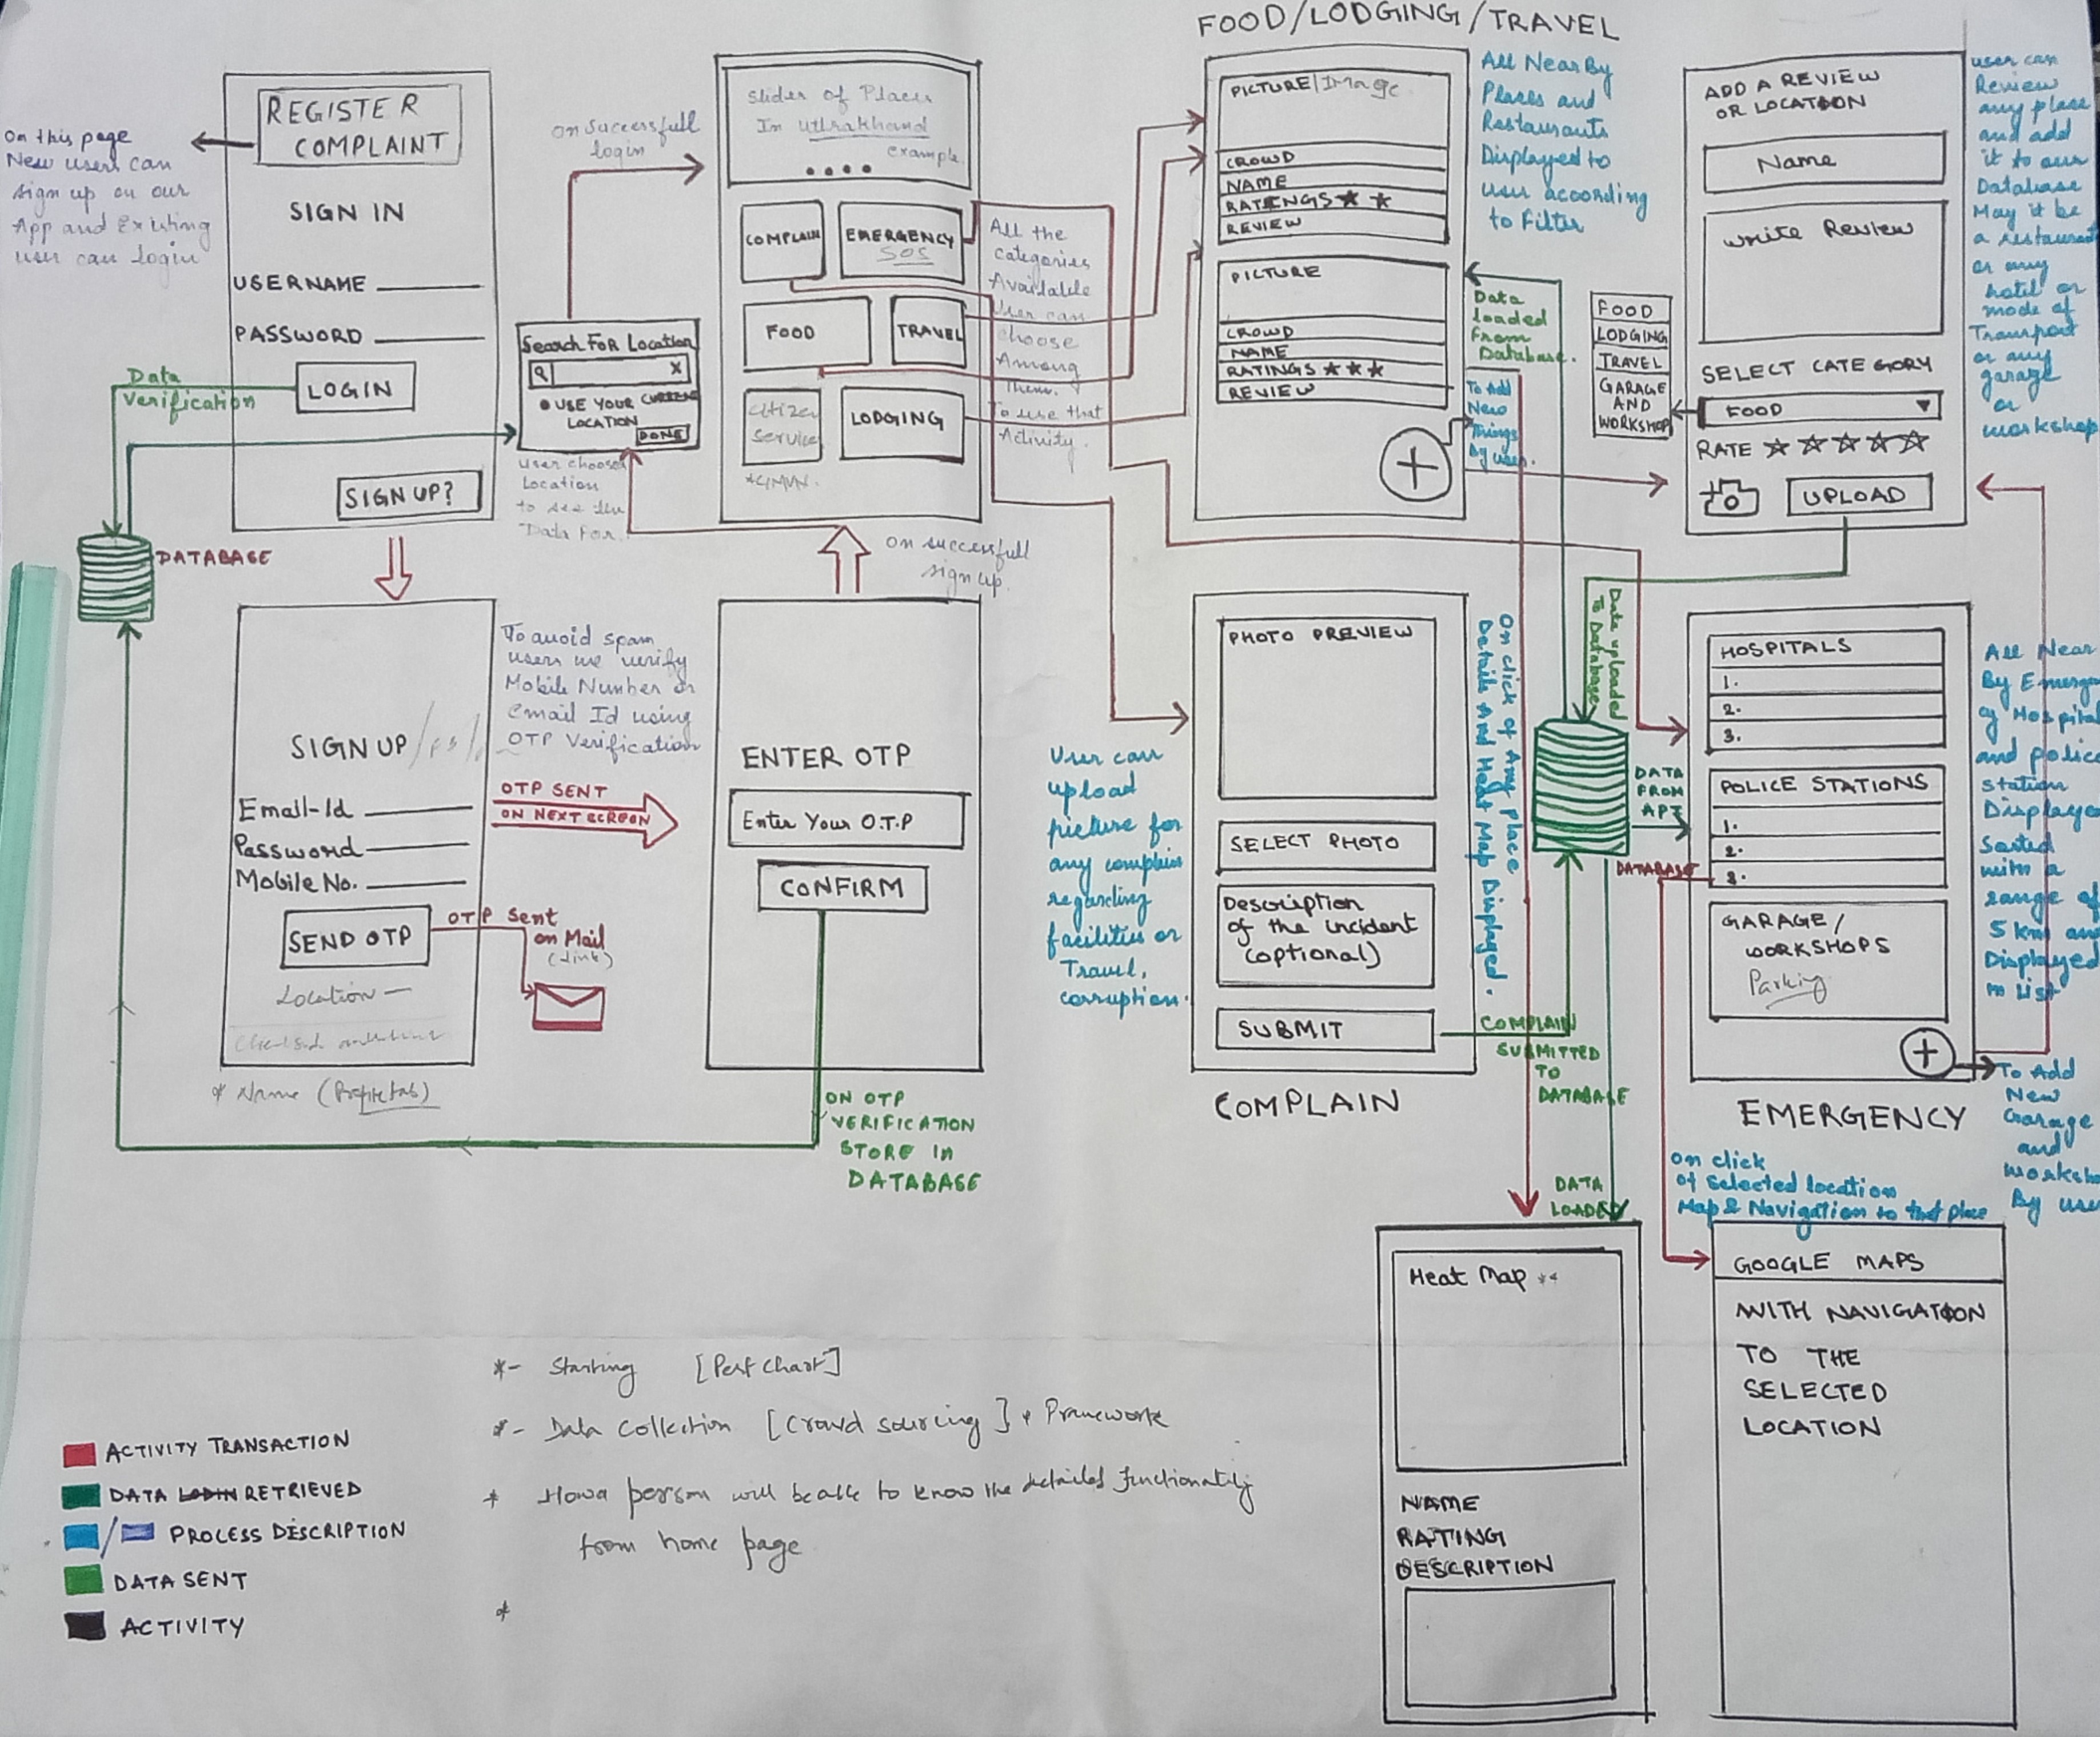 FOOD/LODGING/TRAVEL
REGISTER
COMPLAINT
On this page
New users can
sign up on our
App and Existing
user can login
SIGN IN
USERNAME
PASSWORD
LOGIN
SIGN UP?
Data
Verification
DATABASE
Search FOR Location
X
USE YOUR CURRENT
LOCATION
DONE
user chooses
Location
to see the
Data For.
on successfull
login
Slider of Places
In Uttrakhand
example
COMPLAIN
EMERGENCY
SOS
FOOD
TRAVEL
citizen
Service
LODGING
All the
categories
Available
User can
choose
Among
Them.
To use that
Activity.
on successfull
sign up.
PICTURE/Image
CROWD
NAME
RATINGS ★ ★
REVIEW
PICTURE
CROWD
NAME
RATINGS ★ ★ ★
REVIEW
+
All Near By
Places and
Restaurants
Displayed to
user according
to Filter
Data
loaded
From
Database.
To Add
New
Things
By user.
ADD A REVIEW
OR LOCATION
Name
Write Review
SELECT CATEGORY
FOOD
RATE ☆ ☆ ☆ ☆ ☆
UPLOAD
FOOD
LODGING
TRAVEL
GARAGE
AND
WORKSHOP
user can
Review
any place
and add
it to our
Database
May it be
a restaurant
or any
hotel or
mode of
Transport
or any
garage
or
workshop
SIGN UP
Email-Id
Password
Mobile No.
SEND OTP
Location —
* Name
To avoid spam
users we verify
Mobile Number or
email Id using
OTP Verification
OTP SENT
ON NEXT SCREEN
OTP Sent
on Mail
(Link)
ENTER OTP
Enter Your O.T.P
CONFIRM
ON OTP
VERIFICATION
STORE IN
DATABASE
User can
upload
picture for
any complain
regarding
facilities or
Travel,
corruption.
PHOTO PREVIEW
SELECT PHOTO
Description
of the incident
(optional)
SUBMIT
COMPLAIN
On click of Any Place
Details And Heat Map Displayed.
Data uploaded
To Database
COMPLAIN
SUBMITTED
TO
DATABASE
DATA
FROM
API
DATABASE
HOSPITALS
1.
2.
3.
POLICE STATIONS
1.
2.
3.
GARAGE/
WORKSHOPS
Parking
+
EMERGENCY
All Near
By Emergen
cy Hospital
and police
station
Displayed
Sorted
with a
range of
5 km and
Displayed
in List
To Add
New
Garage
and
worksho
By user
DATA
LOADED
on click
of Selected location
Map & Navigation to that place
Heat Map
NAME
RATTING
DESCRIPTION
GOOGLE MAPS
WITH NAVIGATION
TO THE
SELECTED
LOCATION
ACTIVITY TRANSACTION
DATA LODIN RETRIEVED
/ PROCESS DESCRIPTION
DATA SENT
ACTIVITY
*- Starting [Pert Chart]
*- Data Collection [Crowd sourcing] + Framework
* How a person will be able to know the detailed functionality
from home page
*